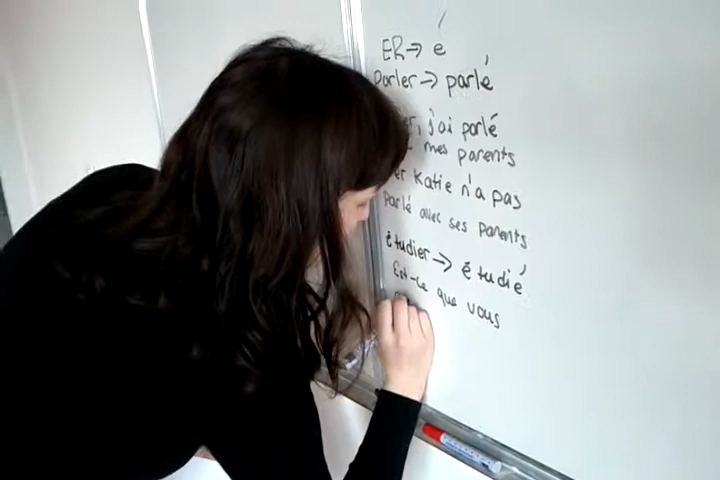 ER → é
Parler → parlé
j'ai parlé
mes parents
Katie n'a pas
parlé avec ses parents
étudier → étudié
Est-ce que vous